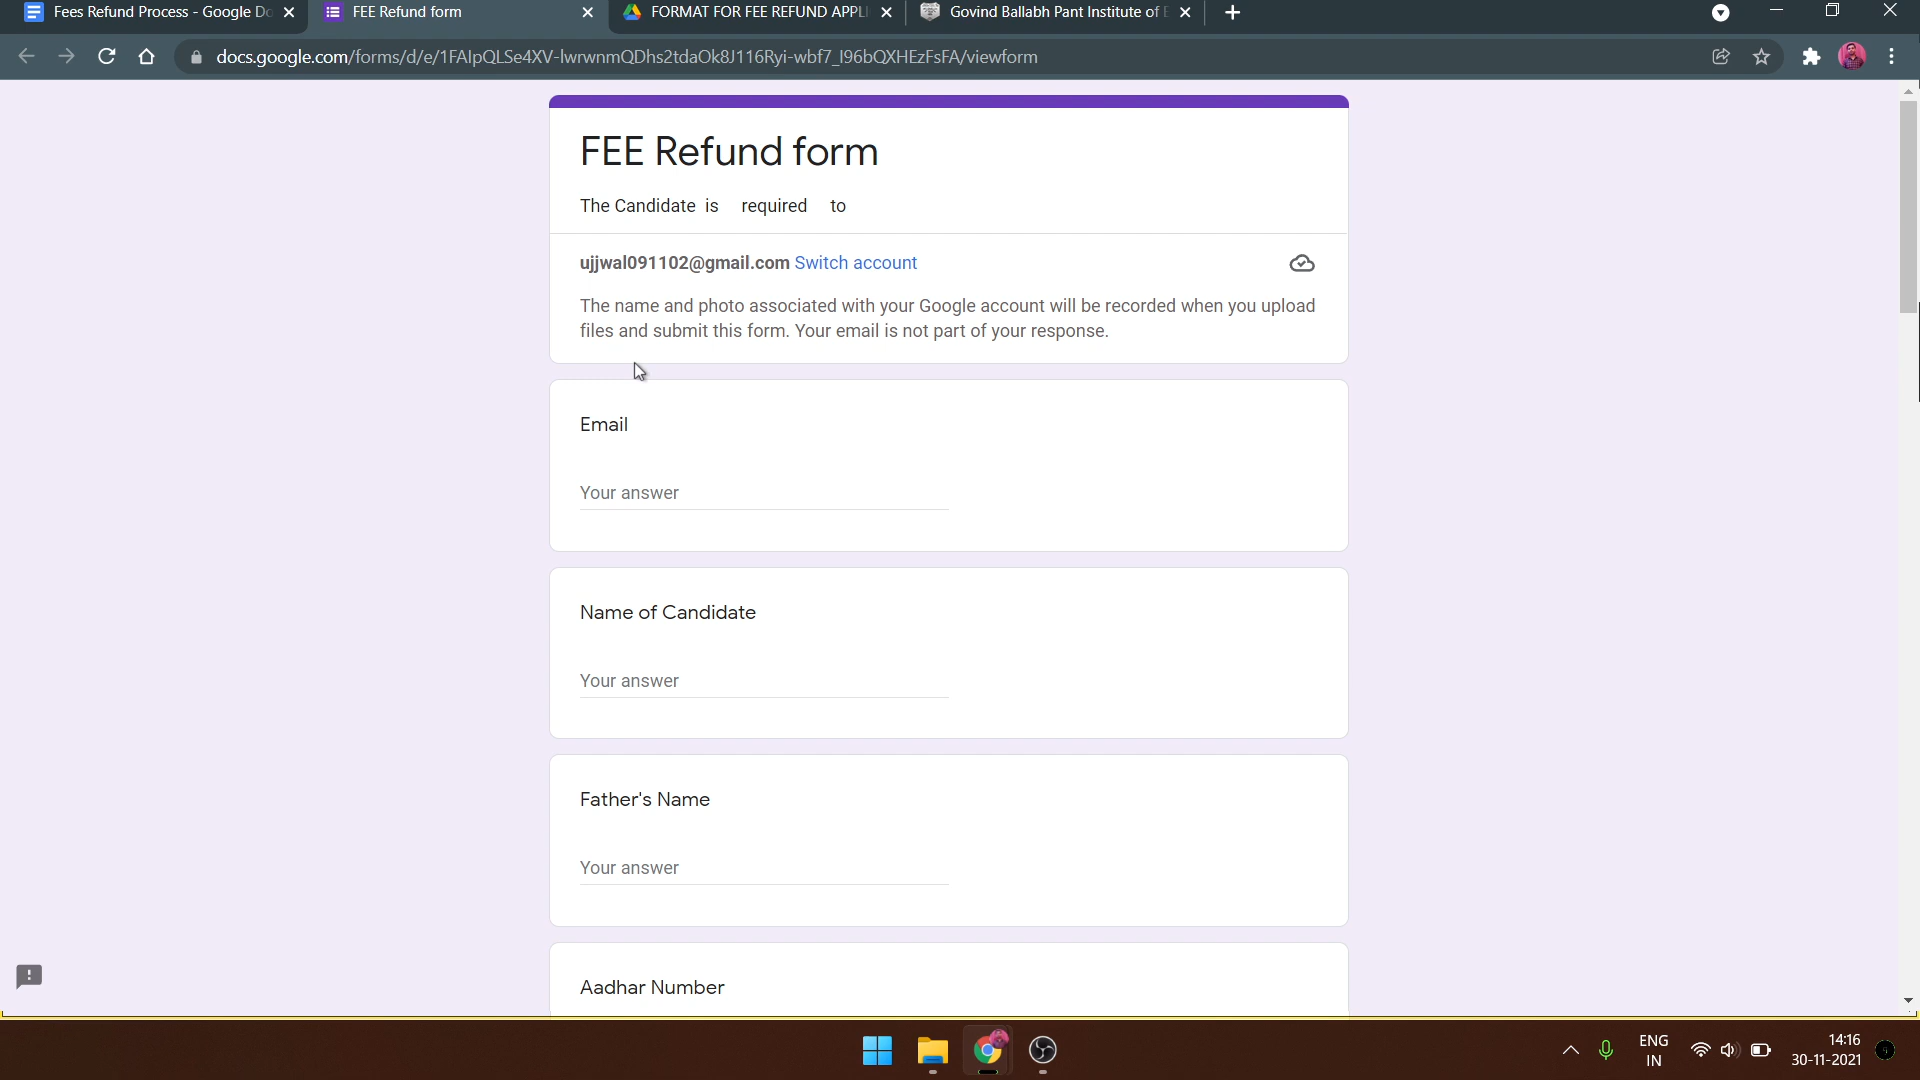 Fees Refund Process - Google Do
FEE Refund form
FORMAT FOR FEE REFUND APPLI
Govind Ballabh Pant Institute of E
docs.google.com/forms/d/e/1FAIpQLSe4XV-lwrwnmQDhs2tdaOk8J116Ryi-wbf7_I96bQXHEzFsFA/viewform
FEE Refund form
The Candidate is required to
ujjwal091102@gmail.com Switch account
The name and photo associated with your Google account will be recorded when you upload
files and submit this form. Your email is not part of your response.
Email
Your answer
Name of Candidate
Your answer
Father's Name
Your answer
Aadhar Number
ENG
IN
14:16
30-11-2021